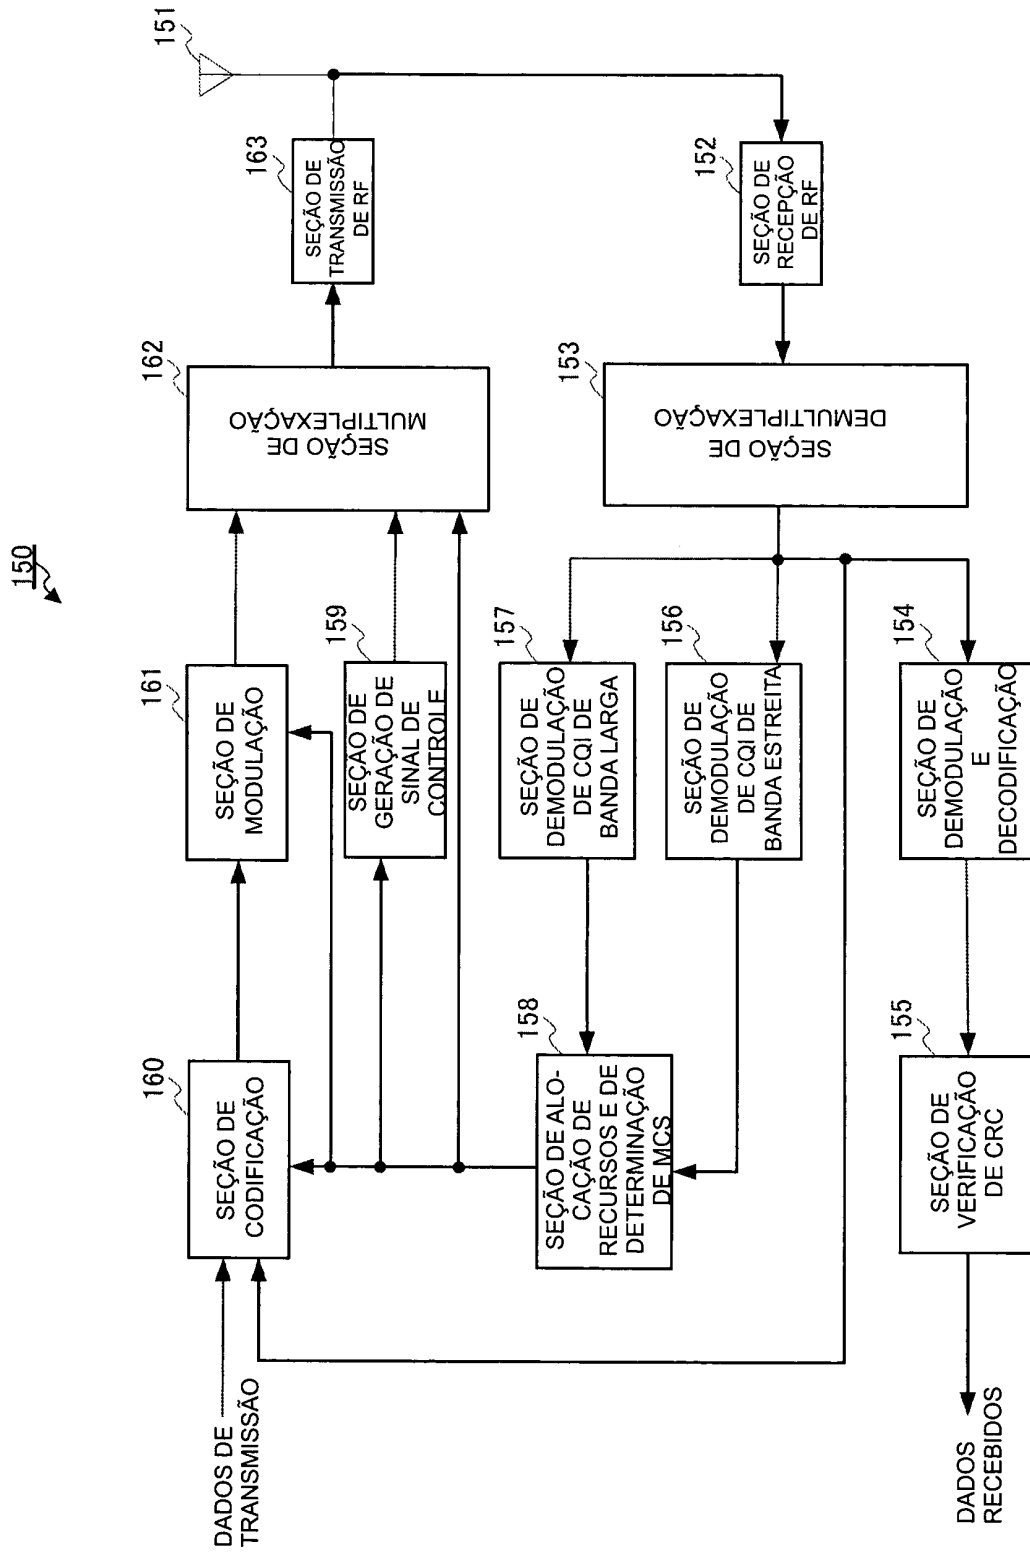 150
DADOS DE
TRANSMISSÃO
160
SEÇÃO DE
CODIFICAÇÃO
161
SEÇÃO DE
MODULAÇÃO
162
SEÇÃO DE
MULTIPLEXAÇÃO
163
SEÇÃO DE
TRANSMISSÃO
DE RF
151
159
SEÇÃO DE
GERAÇÃO DE
SINAL DE
CONTROLE
158
SEÇÃO DE ALO-
CAÇÃO DE
RECURSOS E DE
DETERMINAÇÃO
DE MCS
157
SEÇÃO DE
DEMODULAÇÃO
DE CQI DE
BANDA LARGA
156
SEÇÃO DE
DEMODULAÇÃO
DE CQI DE
BANDA ESTREITA
153
SEÇÃO DE
DEMULTIPLEXAÇÃO
152
SEÇÃO DE
RECEPÇÃO
DE RF
DADOS
RECEBIDOS
155
SEÇÃO DE
VERIFICAÇÃO
DE CRC
154
SEÇÃO DE
DEMODULAÇÃO
E
DECODIFICAÇÃO